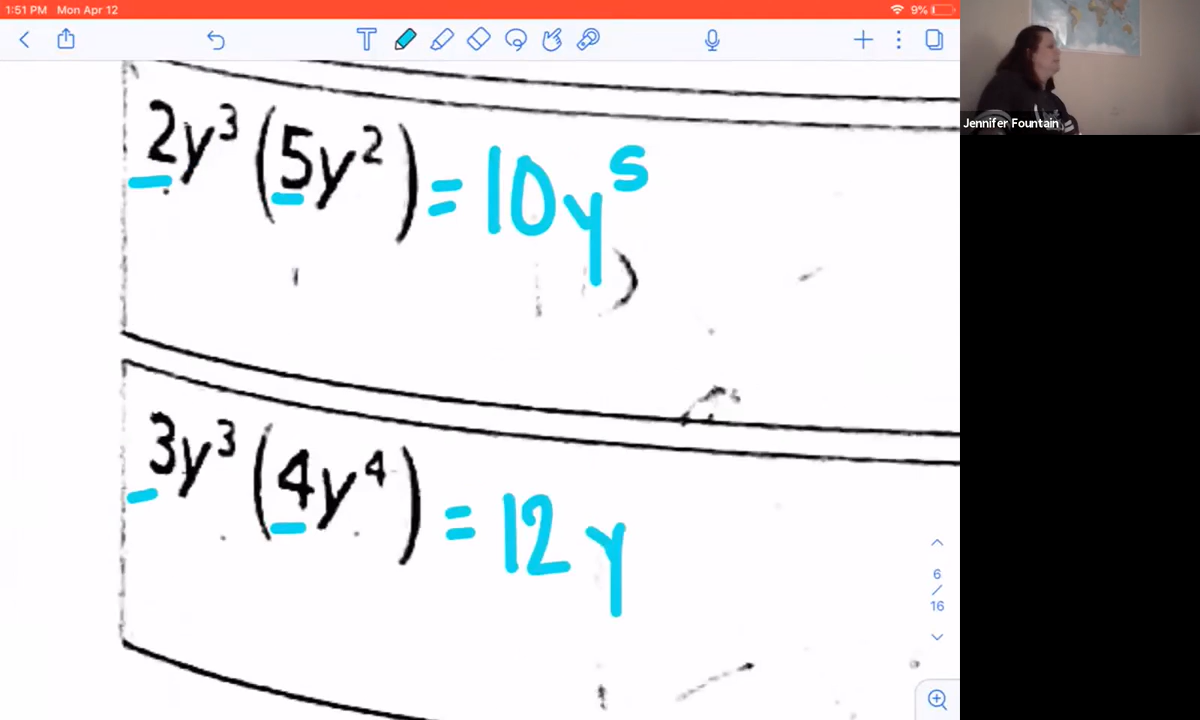 1:51 PM Mon Apr 12 9%
Jennifer Fountain
2y³(5y²) = 10y⁵
3y³(4y⁴) = 12y
6
/
16